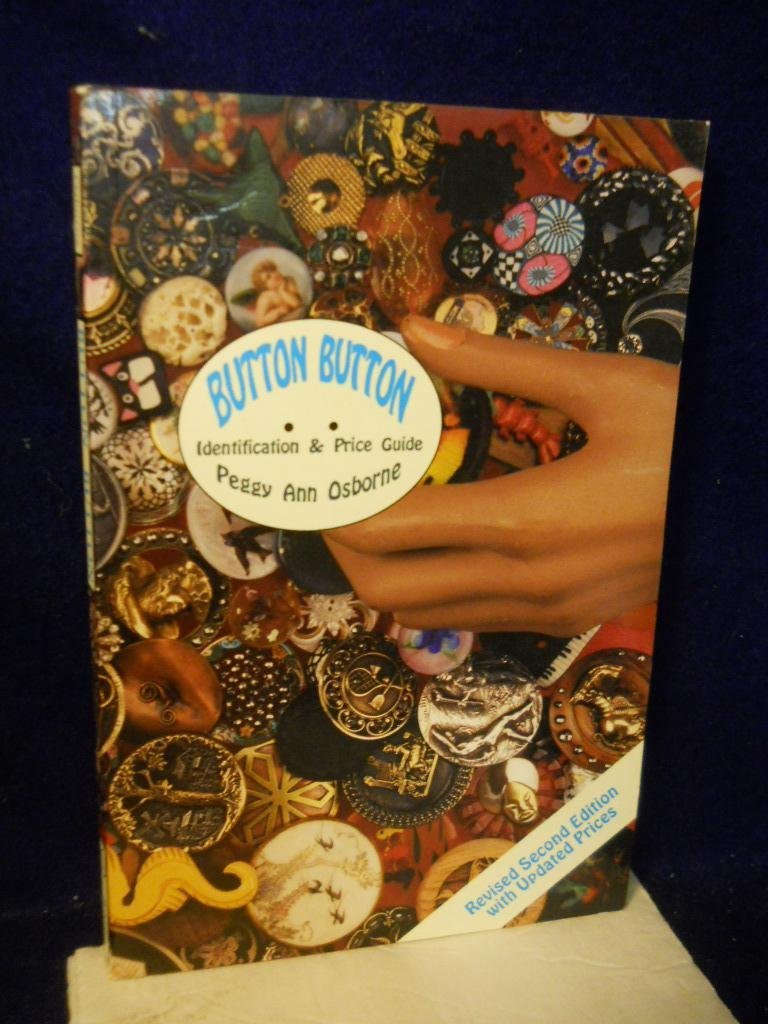 BUTTON BUTTON
Identification & Price Guide
Peggy Ann Osborne
Revised Second Edition
with Updated Prices